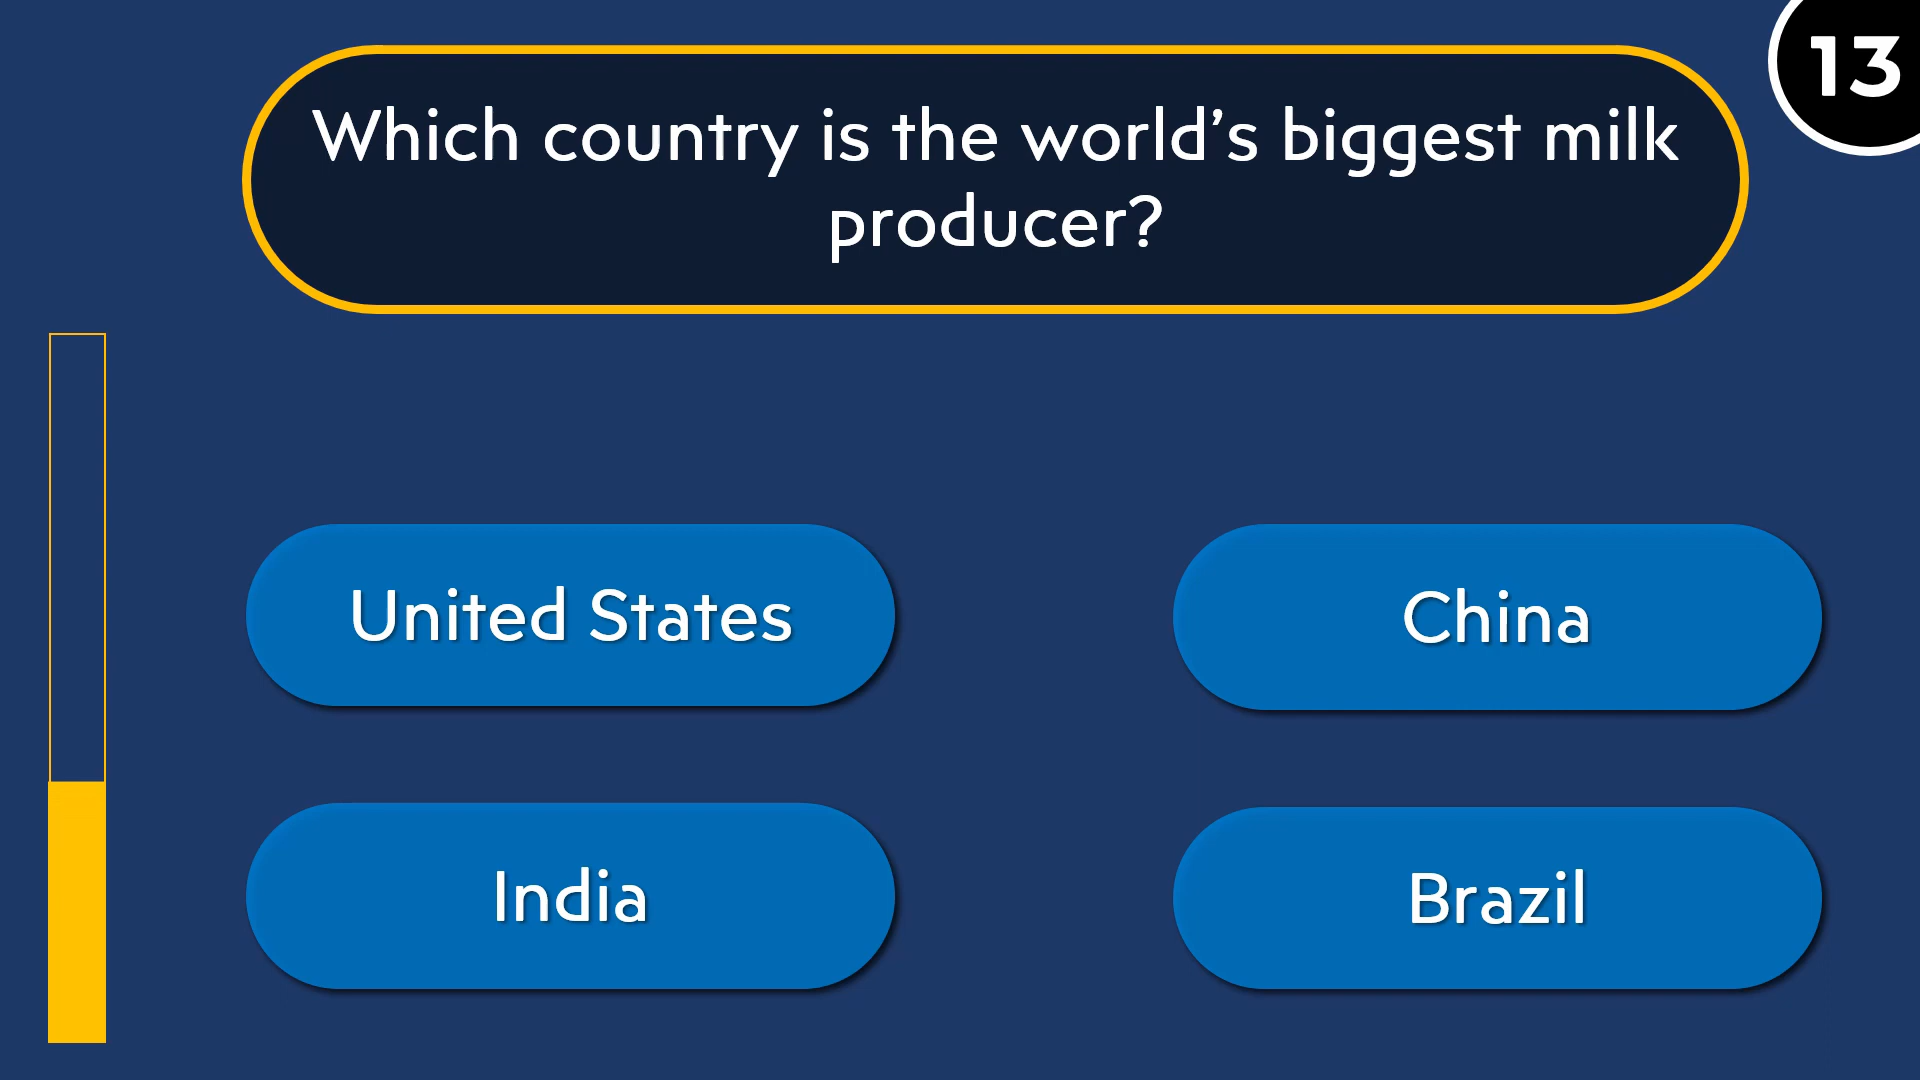 13
Which country is the world’s biggest milk
producer?
United States
China
India
Brazil